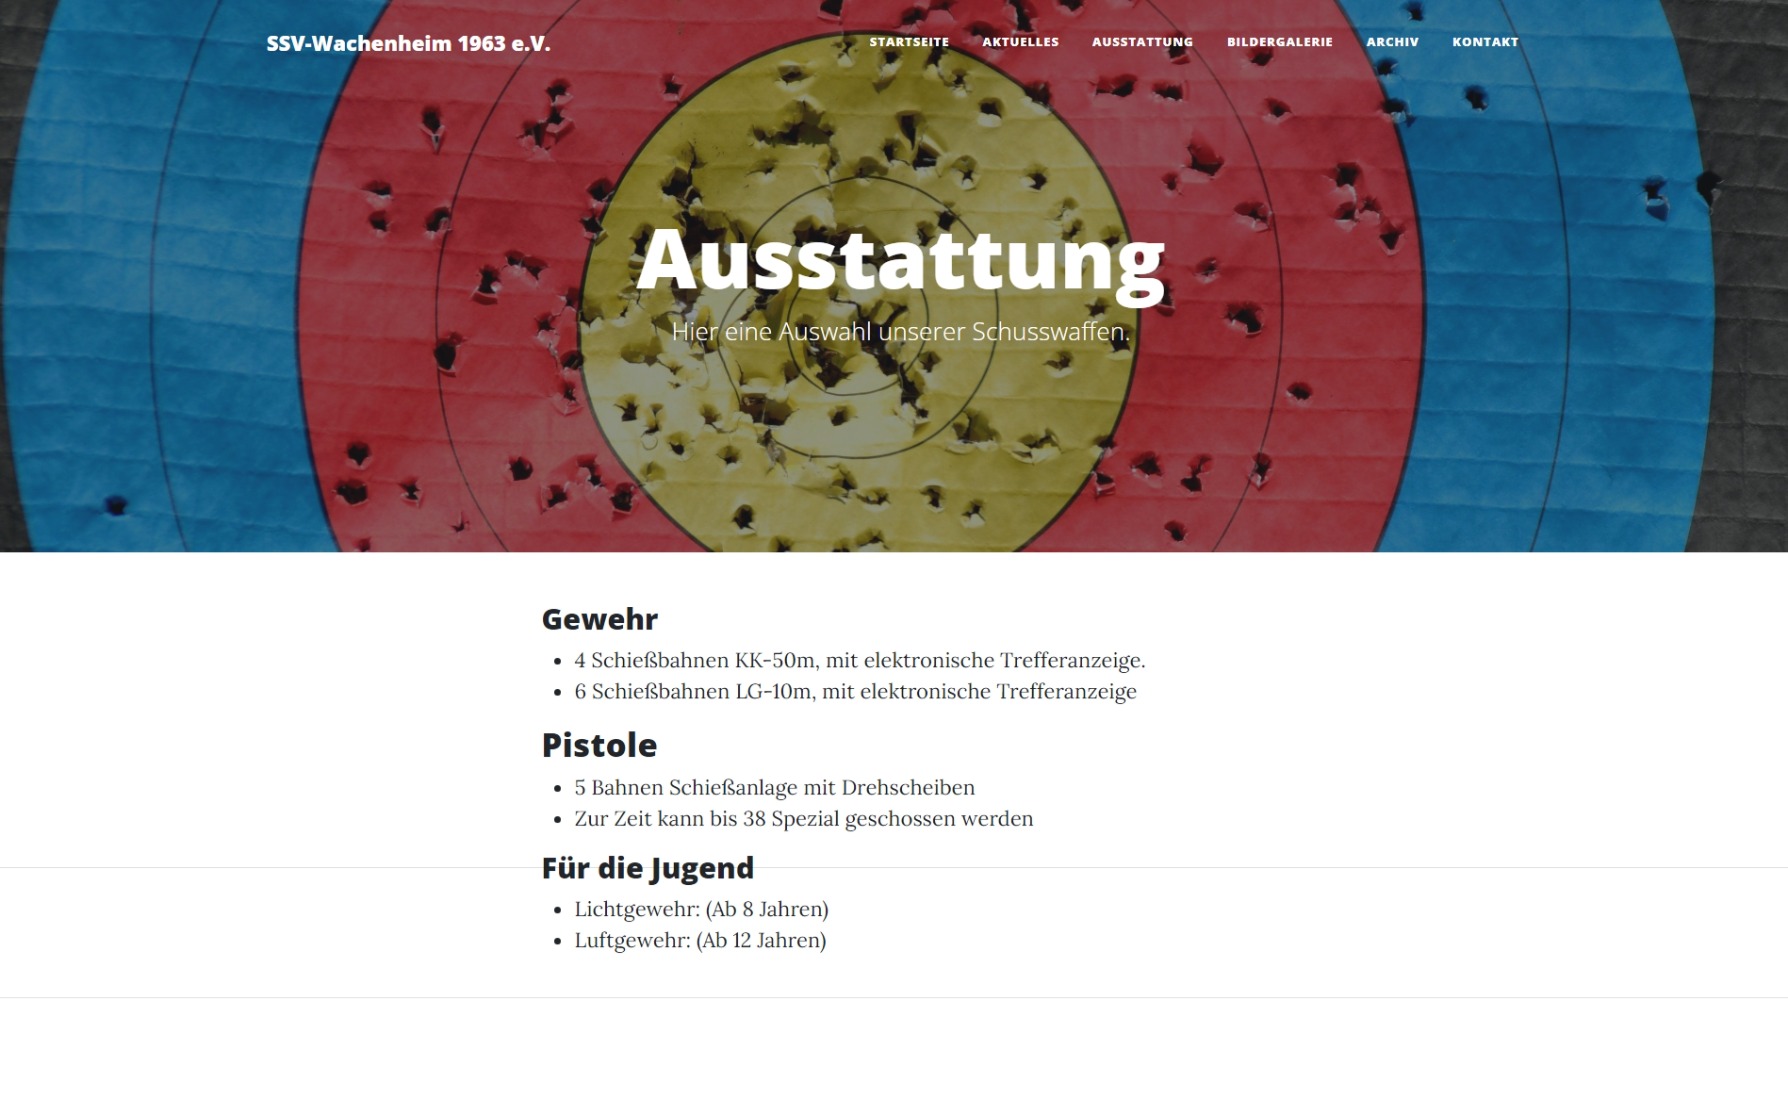 SSV-Wachenheim 1963 e.V.
STARTSEITE AKTUELLES AUSSTATTUNG BILDERGALERIE ARCHIV KONTAKT
Ausstattung
Hier eine Auswahl unserer Schusswaffen.
Gewehr
4 Schießbahnen KK-50m, mit elektronische Trefferanzeige.
6 Schießbahnen LG-10m, mit elektronische Trefferanzeige
Pistole
5 Bahnen Schießanlage mit Drehscheiben
Zur Zeit kann bis 38 Spezial geschossen werden
Für die Jugend
Lichtgewehr: (Ab 8 Jahren)
Luftgewehr: (Ab 12 Jahren)